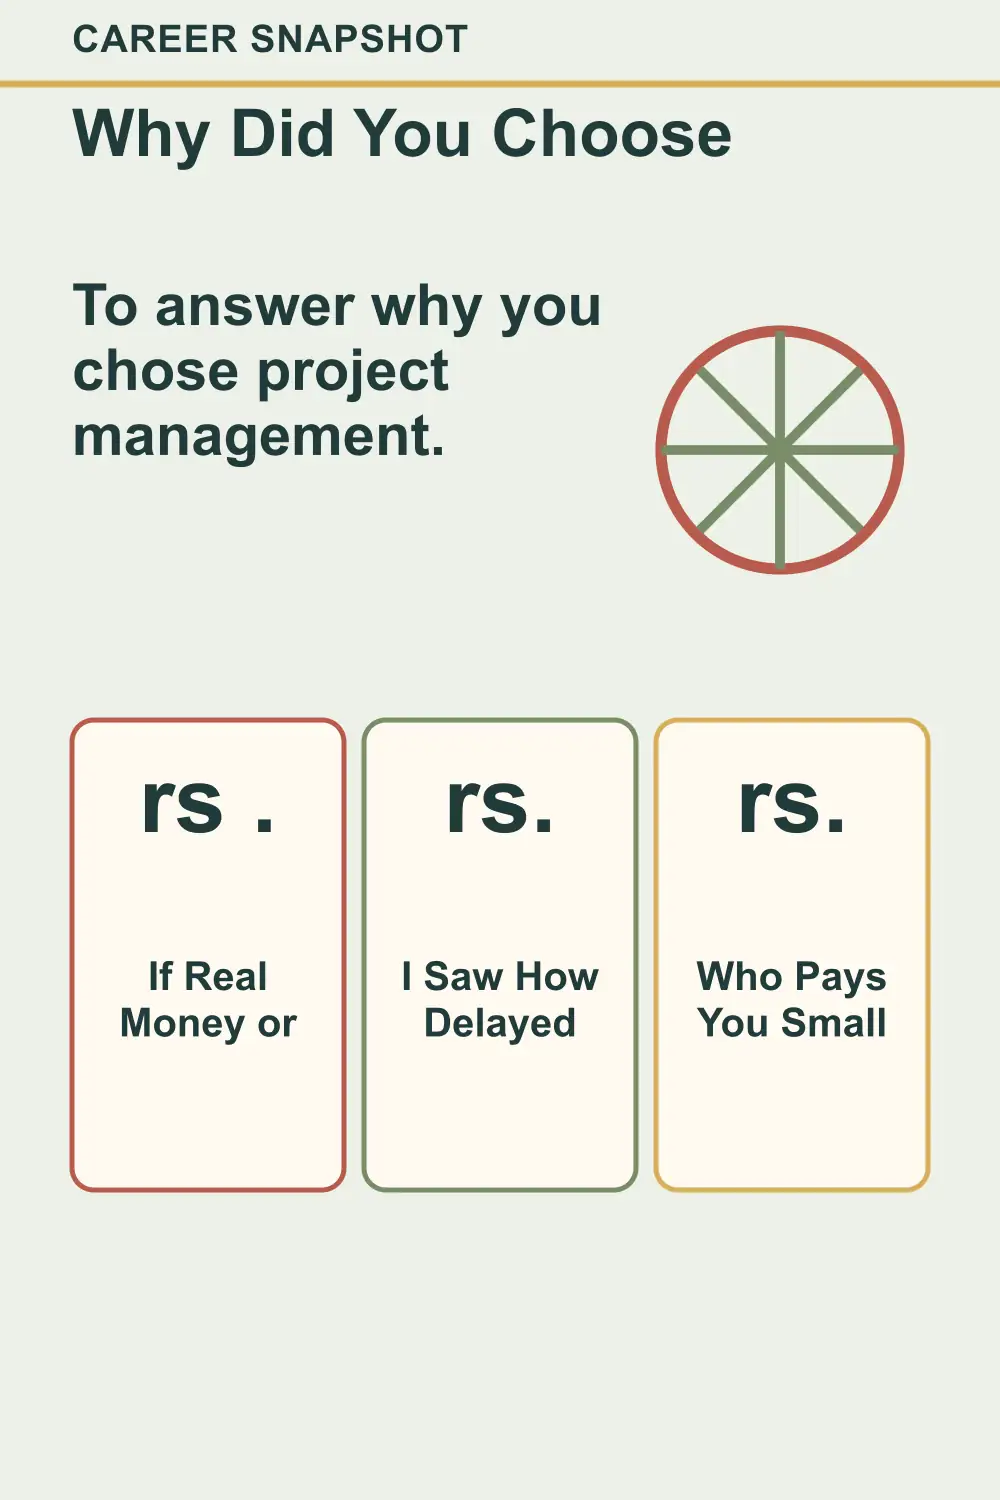 CAREER SNAPSHOT
Why Did You Choose
To answer why you
chose project
management.
rs .
If Real
Money or
rs.
I Saw How
Delayed
rs.
Who Pays
You Small